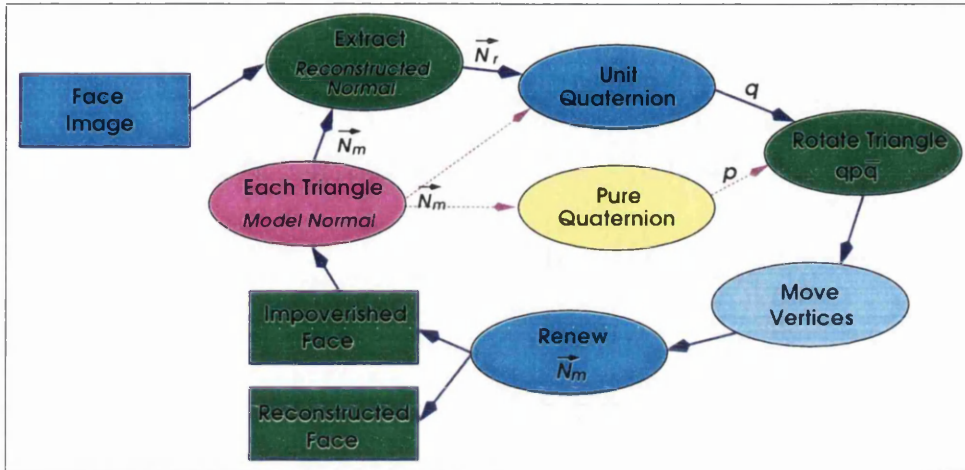 Extract
Reconstructed
Normal
N⃗r
Unit
Quaternion
q
Face
Image
N⃗m
Rotate Triangle
qpq̄
Each Triangle
Model Normal
N⃗m
Pure
Quaternion
p
Move
Vertices
Impoverished
Face
Renew
N⃗m
Reconstructed
Face